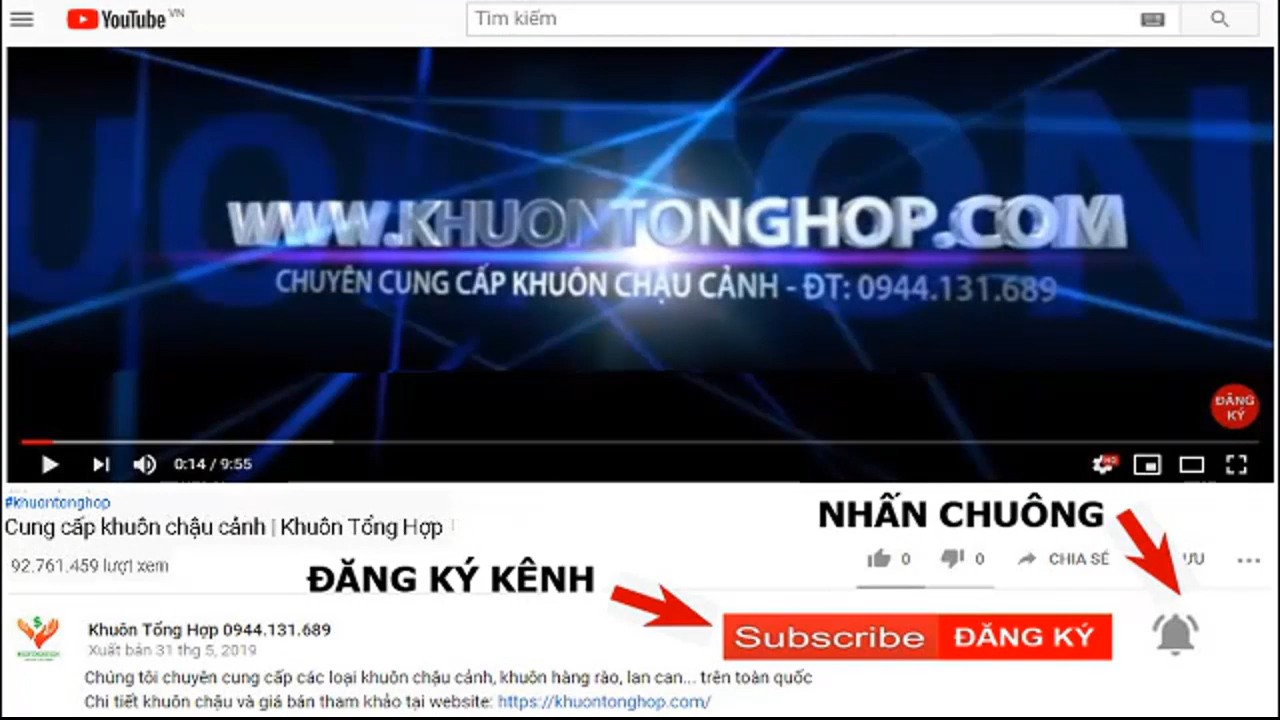 YouTube VN
Tìm kiếm
WWW.KHUONTONGHOP.COM
CHUYÊN CUNG CẤP KHUÔN CHẬU CẢNH - ĐT: 0944.131.689
ĐĂNG
KÝ
0:14 / 9:55
HD
#khuontonghop
Cung cấp khuôn chậu cảnh | Khuôn Tổng Hợp
NHẤN CHUÔNG
92.761.459 lượt xem
0
0
CHIA SẺ
ĐĂNG KÝ KÊNH
Subscribe ĐĂNG KÝ
Khuôn Tổng Hợp 0944.131.689
Xuất bản 31 thg 5, 2019
Chúng tôi chuyên cung cấp các loại khuôn chậu cảnh, khuôn hàng rào, lan can... trên toàn quốc
Chi tiết khuôn chậu và giá bán tham khảo tại website: https://khuontonghop.com/